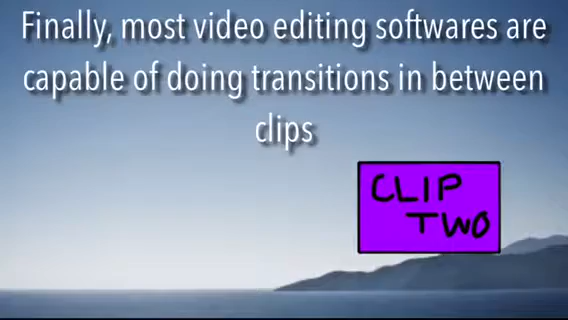 Finally, most video editing softwares are
capable of doing transitions in between
clips
CLIP
TWO